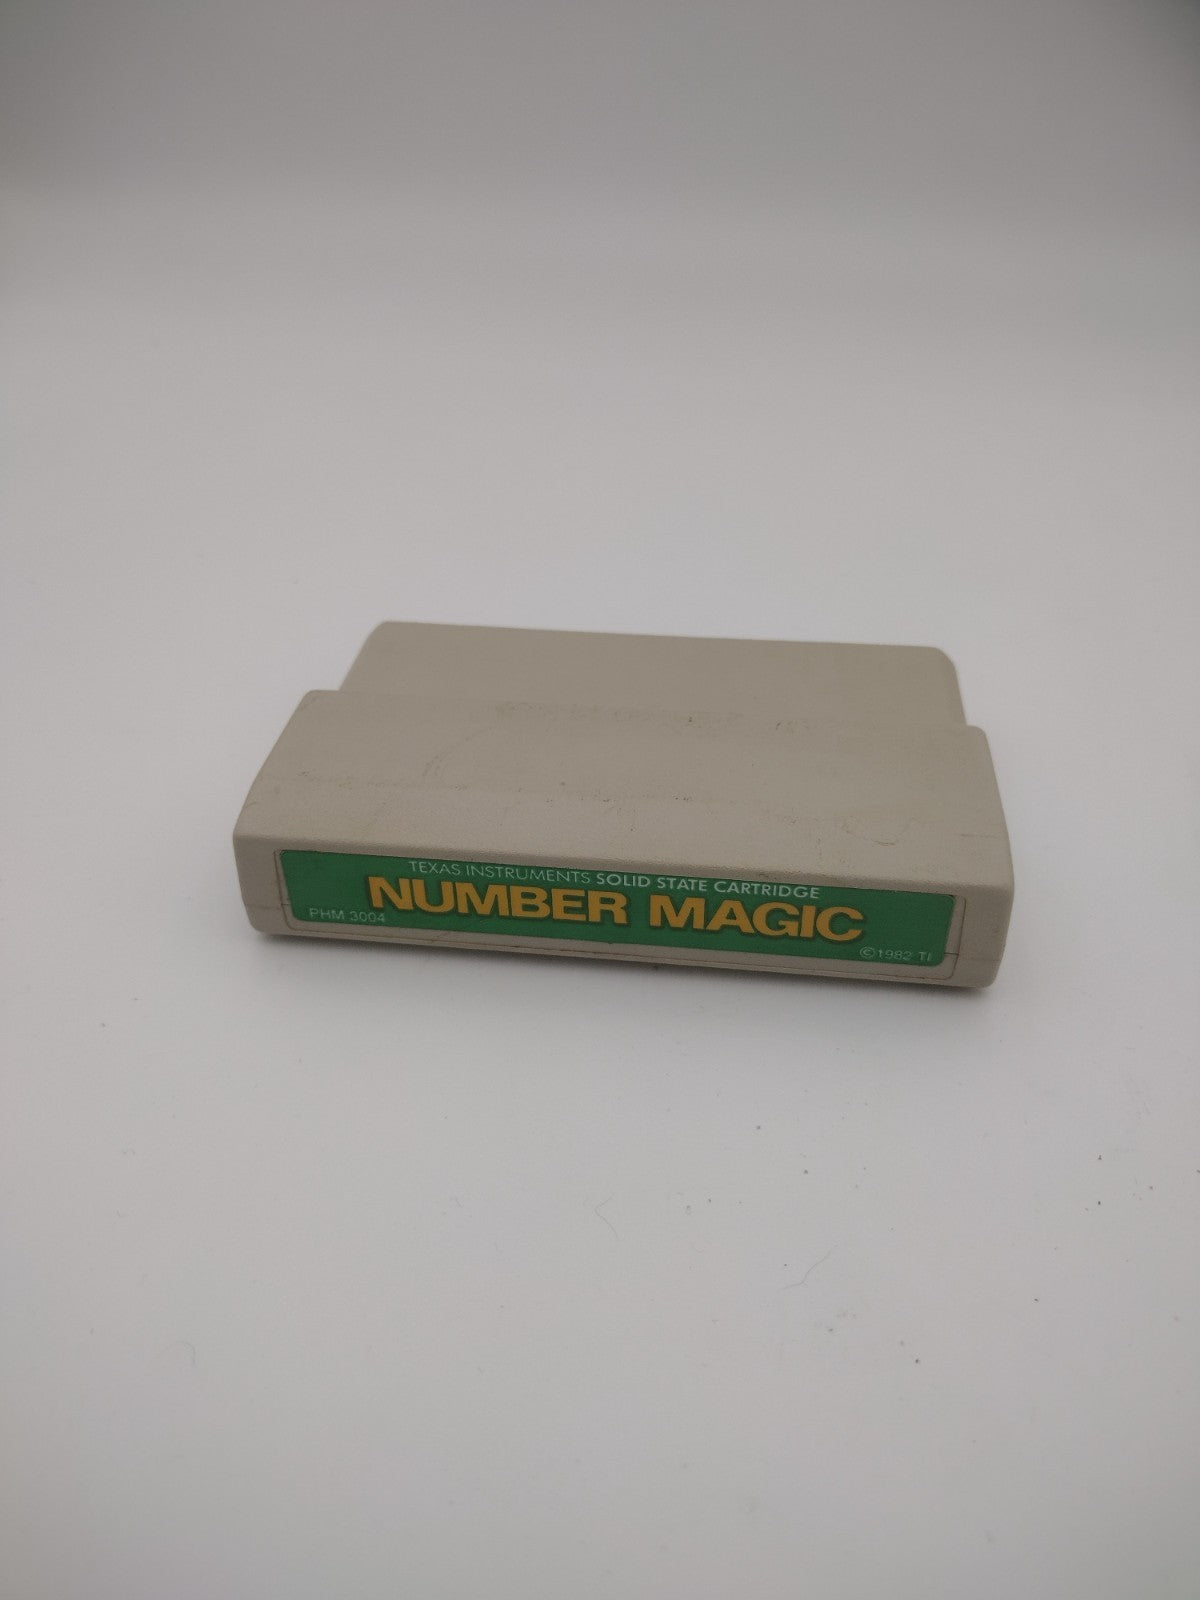 TEXAS INSTRUMENTS SOLID STATE CARTRIDGE
NUMBER MAGIC
PHM 3004
©1982 TI